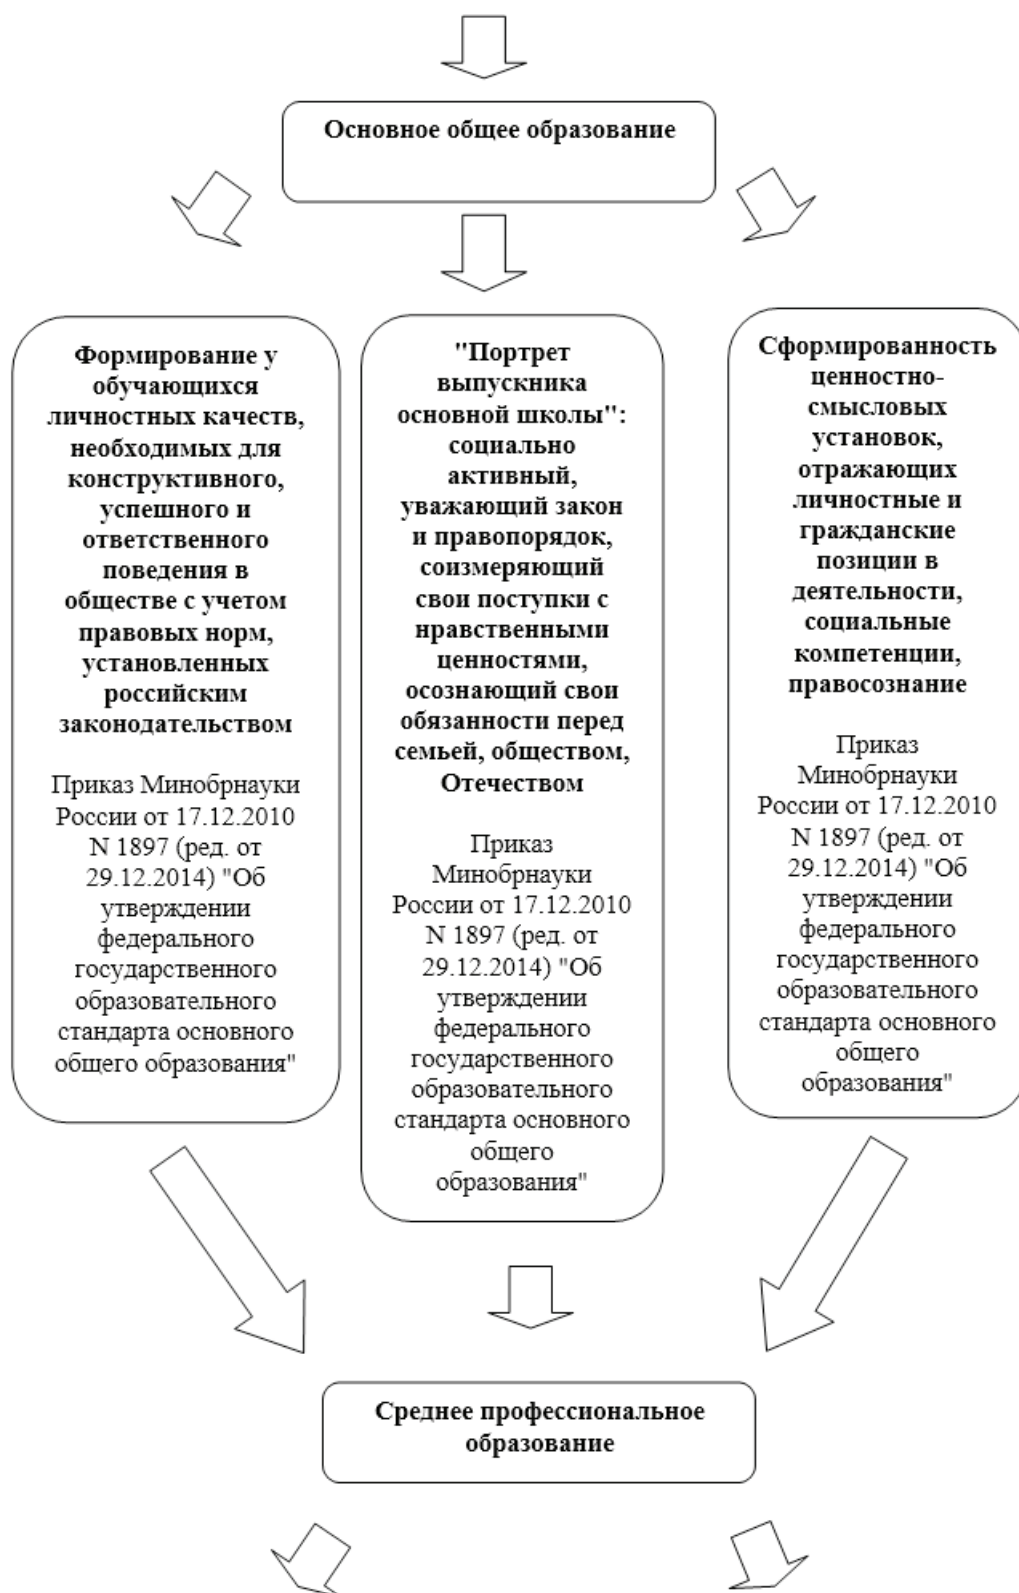 Основное общее образование
Формирование у
обучающихся
личностных качеств,
необходимых для
конструктивного,
успешного и
ответственного
поведения в
обществе с учетом
правовых норм,
установленных
российским
законодательством
Приказ Минобрнауки
России от 17.12.2010
N 1897 (ред. от
29.12.2014) "Об
утверждении
федерального
государственного
образовательного
стандарта основного
общего образования"
"Портрет
выпускника
основной школы":
социально
активный,
уважающий закон
и правопорядок,
соизмеряющий
свои поступки с
нравственными
ценностями,
осознающий свои
обязанности перед
семьей, обществом,
Отечеством
Приказ
Минобрнауки
России от 17.12.2010
N 1897 (ред. от
29.12.2014) "Об
утверждении
федерального
государственного
образовательного
стандарта основного
общего
образования"
Сформированность
ценностно-
смысловых
установок,
отражающих
личностные и
гражданские
позиции в
деятельности,
социальные
компетенции,
правосознание
Приказ
Минобрнауки
России от 17.12.2010
N 1897 (ред. от
29.12.2014) "Об
утверждении
федерального
государственного
образовательного
стандарта основного
общего
образования"
Среднее профессиональное
образование